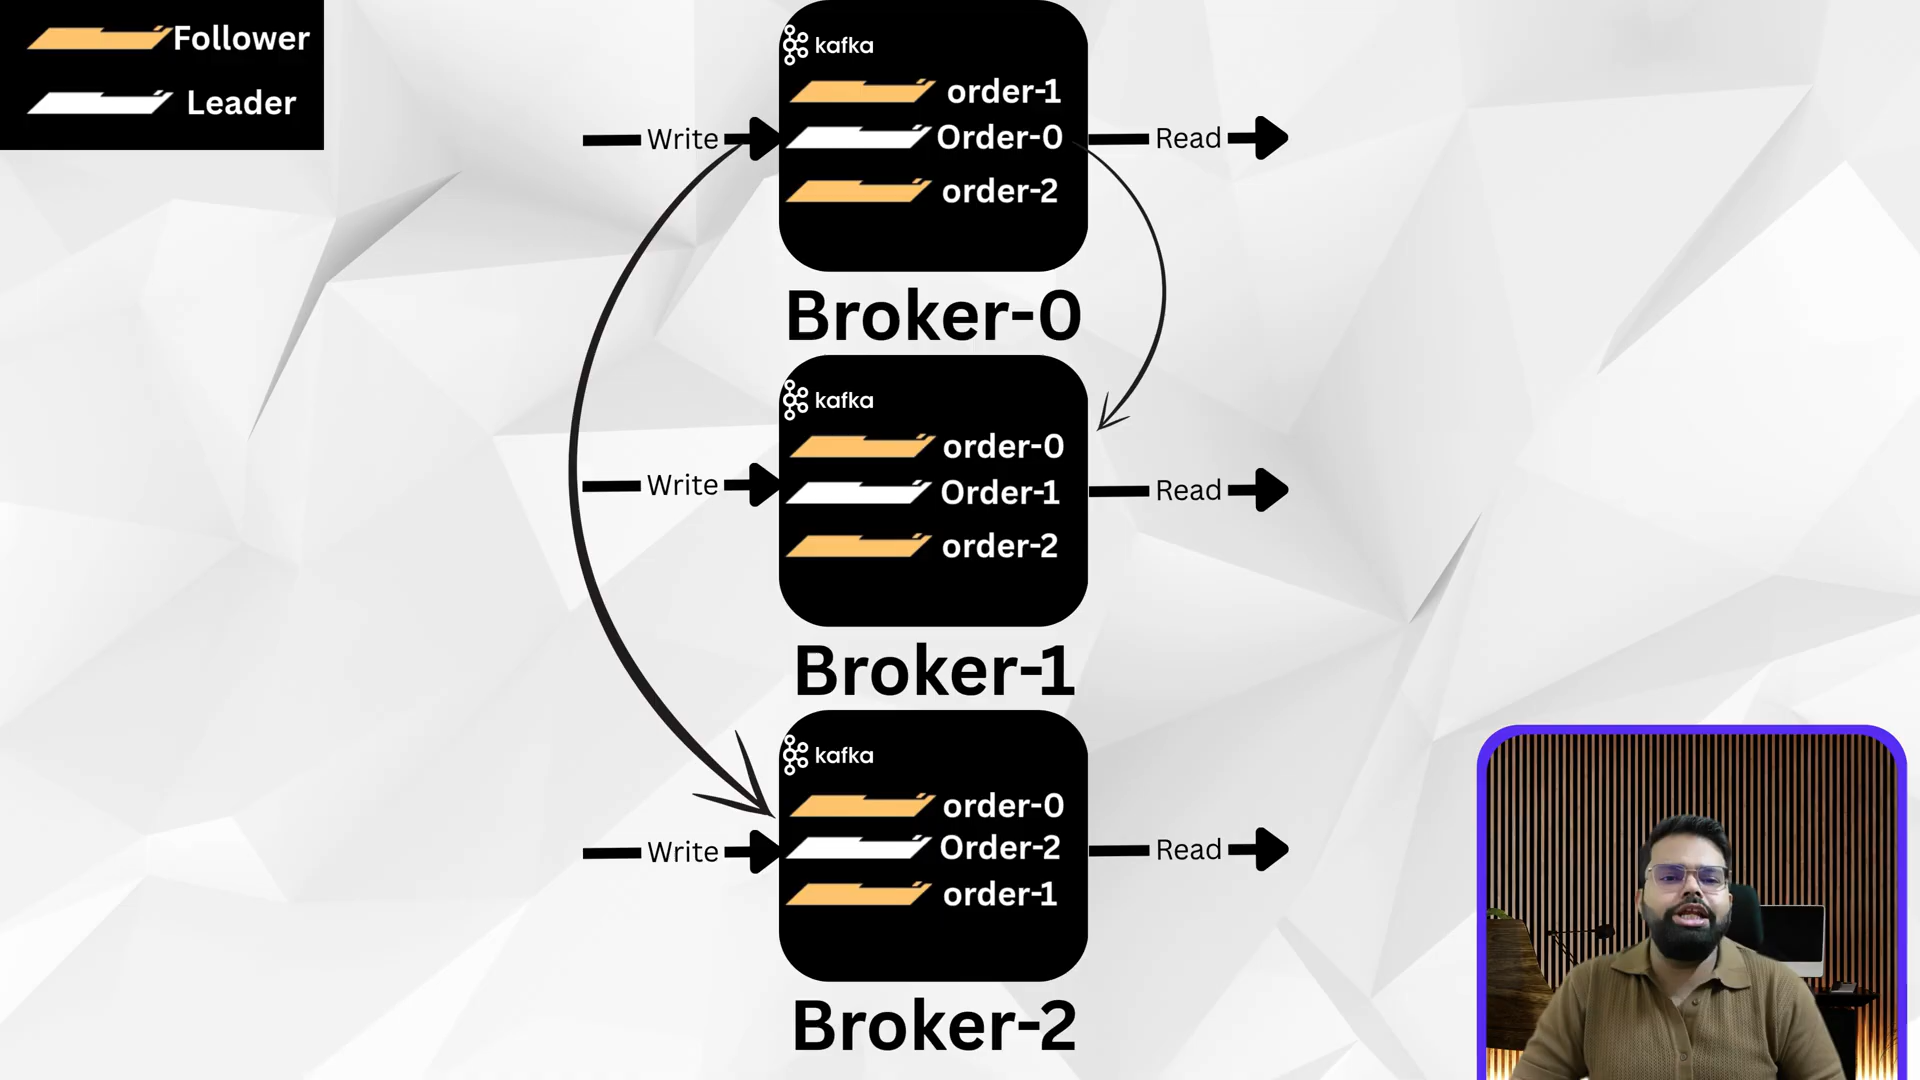 Follower
Leader
kafka
order-1
Write
Order-0
Read
order-2
Broker-0
kafka
order-0
Write
Order-1
Read
order-2
Broker-1
kafka
order-0
Write
Order-2
Read
order-1
Broker-2